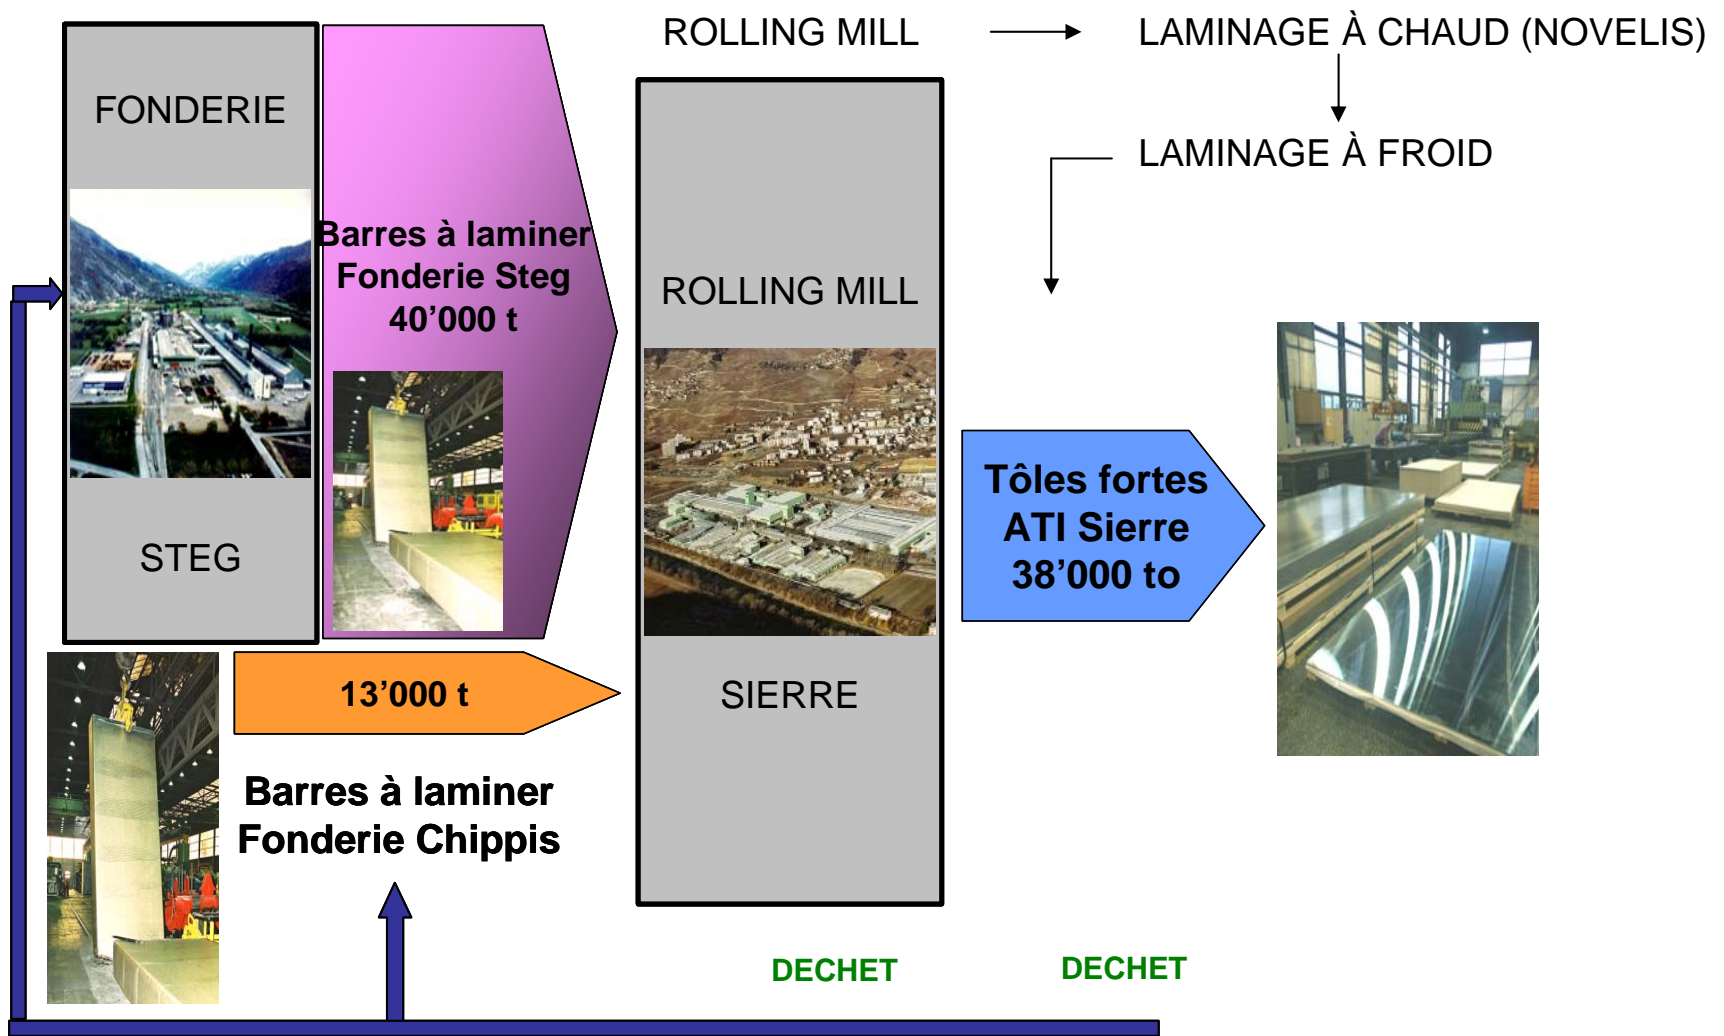 ROLLING MILL
LAMINAGE À CHAUD (NOVELIS)
LAMINAGE À FROID
FONDERIE
STEG
Barres à laminer
Fonderie Steg
40’000 t
ROLLING MILL
SIERRE
Tôles fortes
ATI Sierre
38’000 to
13’000 t
Barres à laminer
Fonderie Chippis
DECHET
DECHET